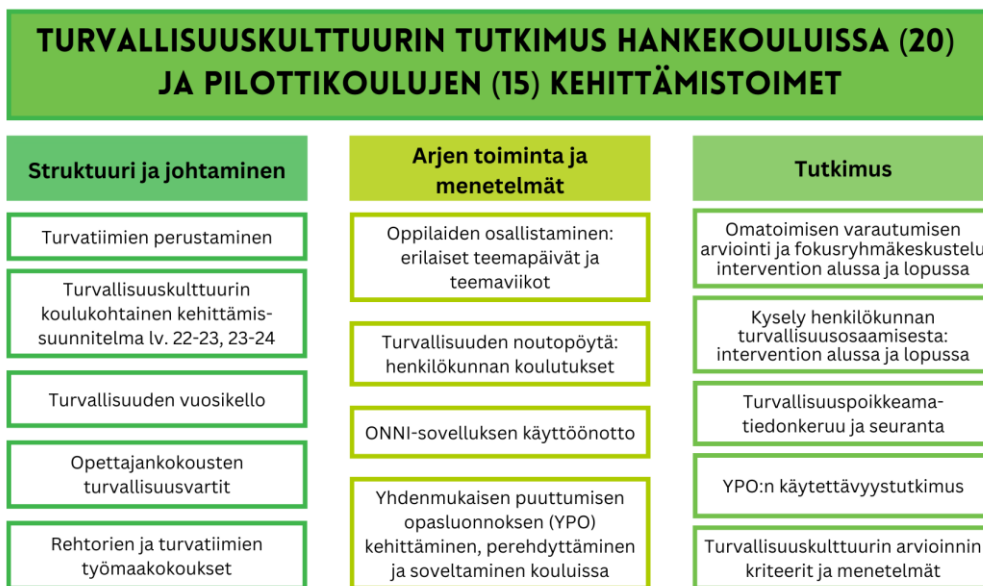 TURVALLISUUSKULTTUURIN TUTKIMUS HANKEKOULUISSA (20)
JA PILOTTIKOULUJEN (15) KEHITTÄMISTOIMET
Struktuuri ja johtaminen
Turvatiimien perustaminen
Turvallisuuskulttuurin
koulukohtainen kehittämis-
suunnitelma lv. 22-23, 23-24
Turvallisuuden vuosikello
Opettajankokousten
turvallisuusvartit
Rehtorien ja turvatiimien
työmaakokoukset
Arjen toiminta ja
menetelmät
Oppilaiden osallistaminen:
erilaiset teemapäivät ja
teemaviikot
Turvallisuuden noutopöytä:
henkilökunnan koulutukset
ONNI-sovelluksen käyttöönotto
Yhdenmukaisen puuttumisen
opasluonnoksen (YPO)
kehittäminen, perehdyttäminen
ja soveltaminen kouluissa
Tutkimus
Omatoimisen varautumisen
arviointi ja fokusryhmäkeskustelu
intervention alussa ja lopussa
Kysely henkilökunnan
turvallisuusosaamisesta:
intervention alussa ja lopussa
Turvallisuuspoikkeama-
tiedonkeruu ja seuranta
YPO:n käytettävyystutkimus
Turvallisuuskulttuurin arvioinnin
kriteerit ja menetelmät